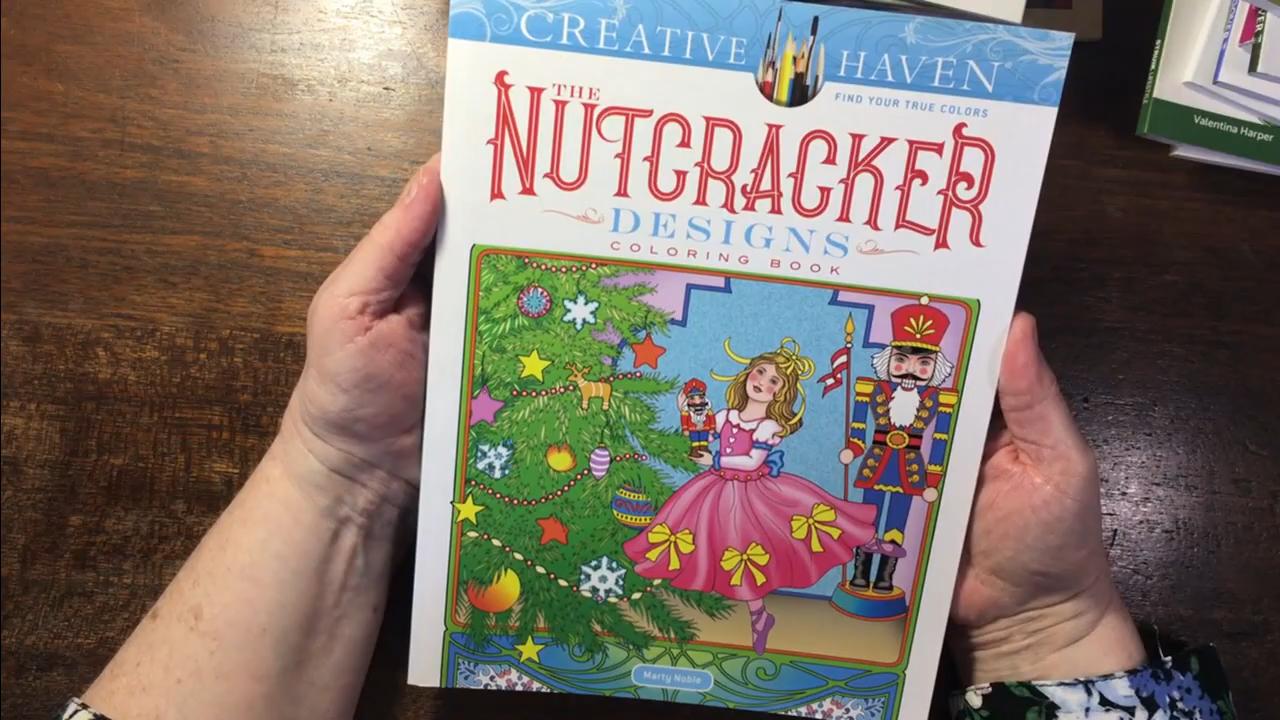 CREATIVE HAVEN
FIND YOUR TRUE COLORS
THE
NUTCRACKER
DESIGNS
COLORING BOOK
Marty Noble
Valentina Harper